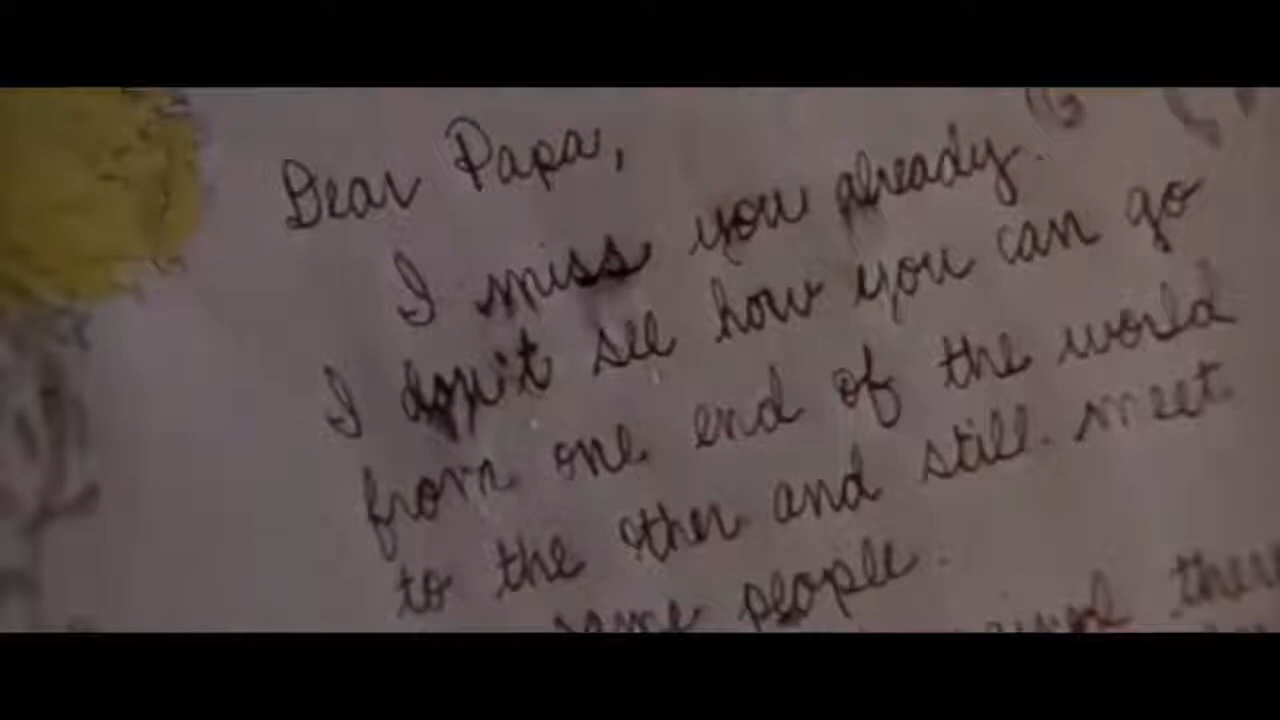 Dear Papa,
I miss you already.
I don't see how you can go
from one end of the world
to the other and still meet
same people.